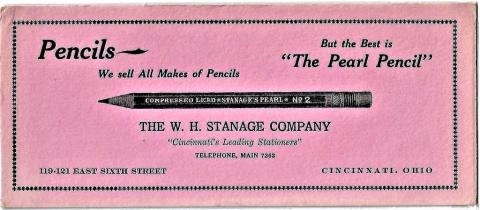 Pencils
We sell All Makes of Pencils
But the Best is
"The Pearl Pencil"
COMPRESSED LEAD STANAGE'S PEARL No 2
THE W. H. STANAGE COMPANY
"Cincinnati's Leading Stationers"
TELEPHONE, MAIN 7363
119-121 EAST SIXTH STREET
CINCINNATI, OHIO